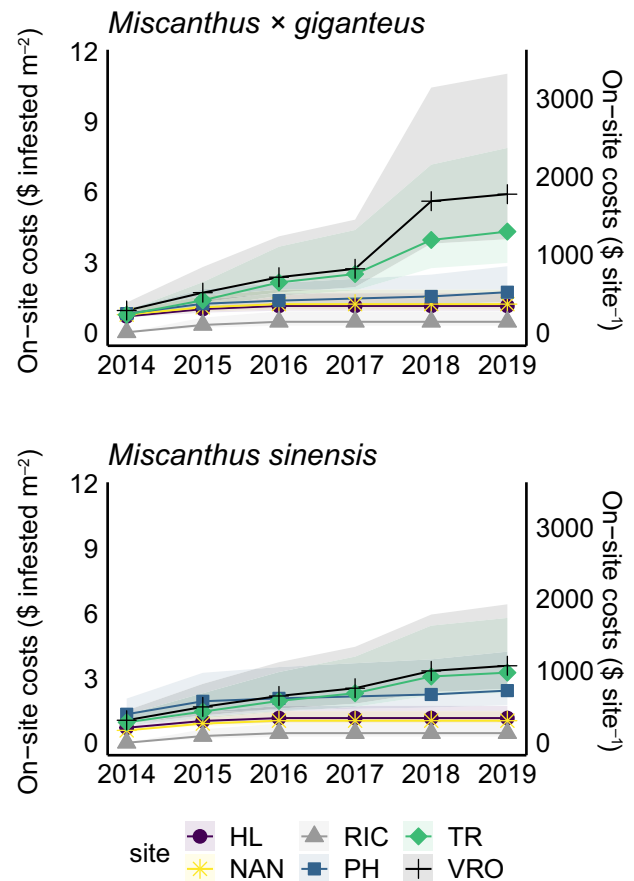 Miscanthus × giganteus
On−site costs ($ infested m⁻²)
12
9
6
3
0
3000
2000
1000
0
On−site costs ($ site⁻¹)
2014 2015 2016 2017 2018 2019
Miscanthus sinensis
On−site costs ($ infested m⁻²)
12
9
6
3
0
3000
2000
1000
0
On−site costs ($ site⁻¹)
2014 2015 2016 2017 2018 2019
site HL RIC TR
NAN PH VRO